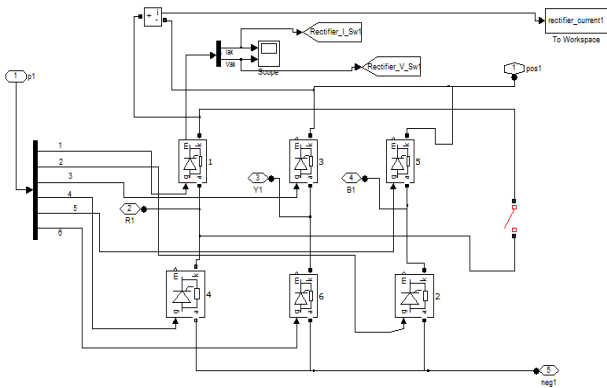 i
+
-
rectifier_current1
To Workspace
Rectifier_I_Sw1
Iak
Vak
Scope
Rectifier_V_Sw1
1
p1
1
pos1
1
2
3
4
5
6
m
k
g
a
1
m
k
g
a
3
m
k
g
a
5
2
R1
3
Y1
4
B1
m
k
g
a
4
m
k
g
a
6
m
k
g
a
2
5
neg1